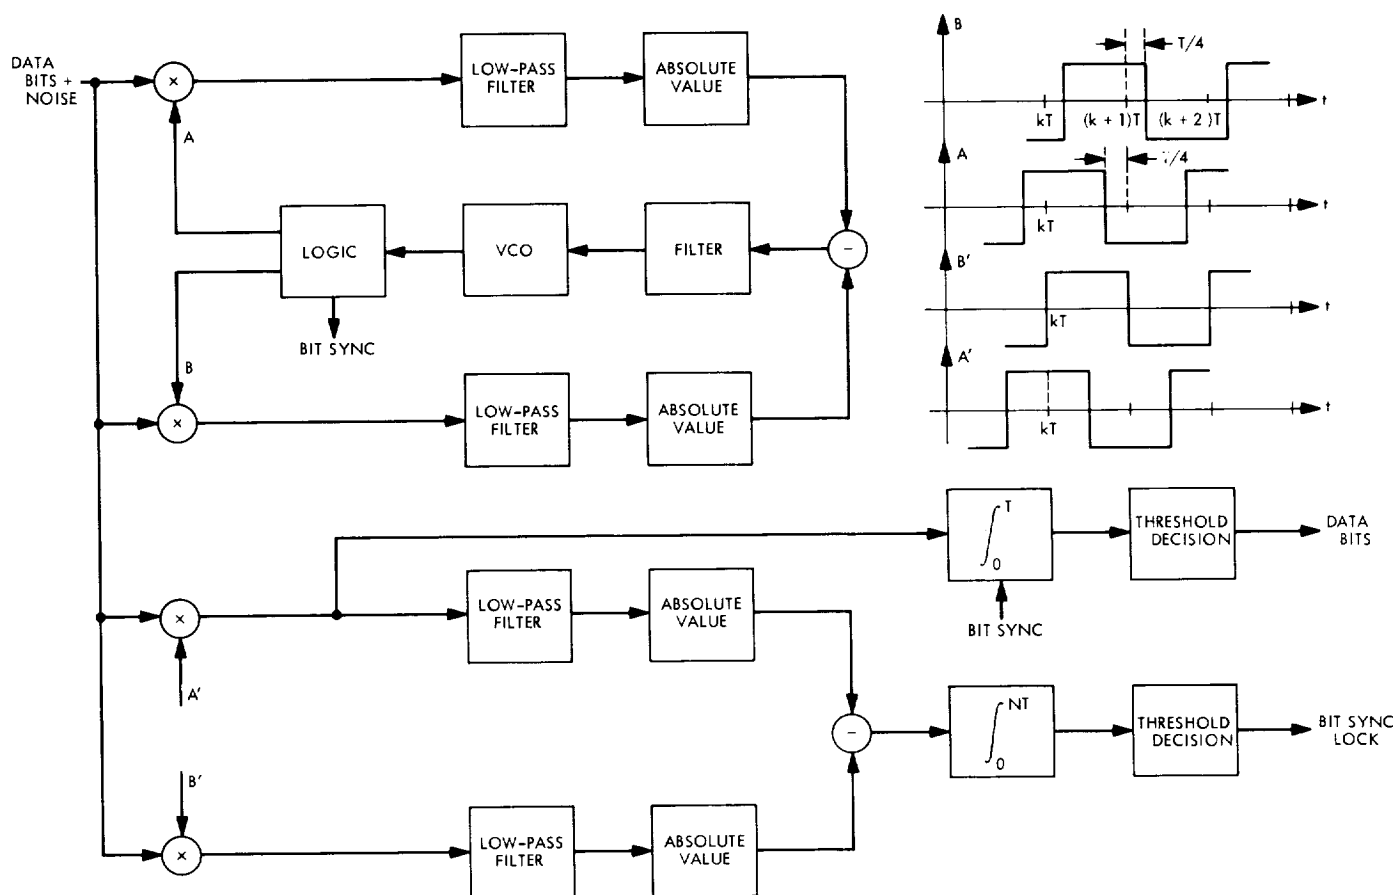 DATA
BITS +
NOISE
×
A
LOW-PASS
FILTER
ABSOLUTE
VALUE
LOGIC
VCO
FILTER
−
BIT SYNC
B
×
LOW-PASS
FILTER
ABSOLUTE
VALUE
B
T/4
t
kT
(k + 1)T
(k + 2)T
A
T/4
t
kT
B'
t
kT
A'
t
kT
∫
T
0
THRESHOLD
DECISION
DATA
BITS
BIT SYNC
×
A'
LOW-PASS
FILTER
ABSOLUTE
VALUE
−
∫
NT
0
THRESHOLD
DECISION
BIT SYNC
LOCK
B'
×
LOW-PASS
FILTER
ABSOLUTE
VALUE